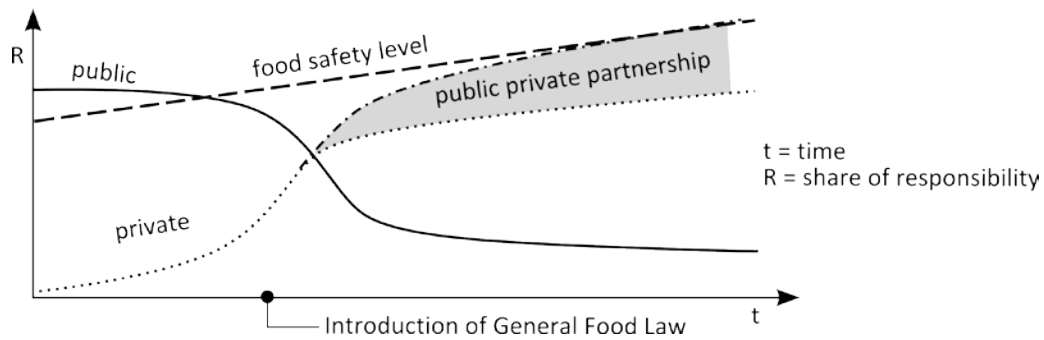 R
public
food safety level
public private partnership
t = time
R = share of responsibility
private
t
Introduction of General Food Law